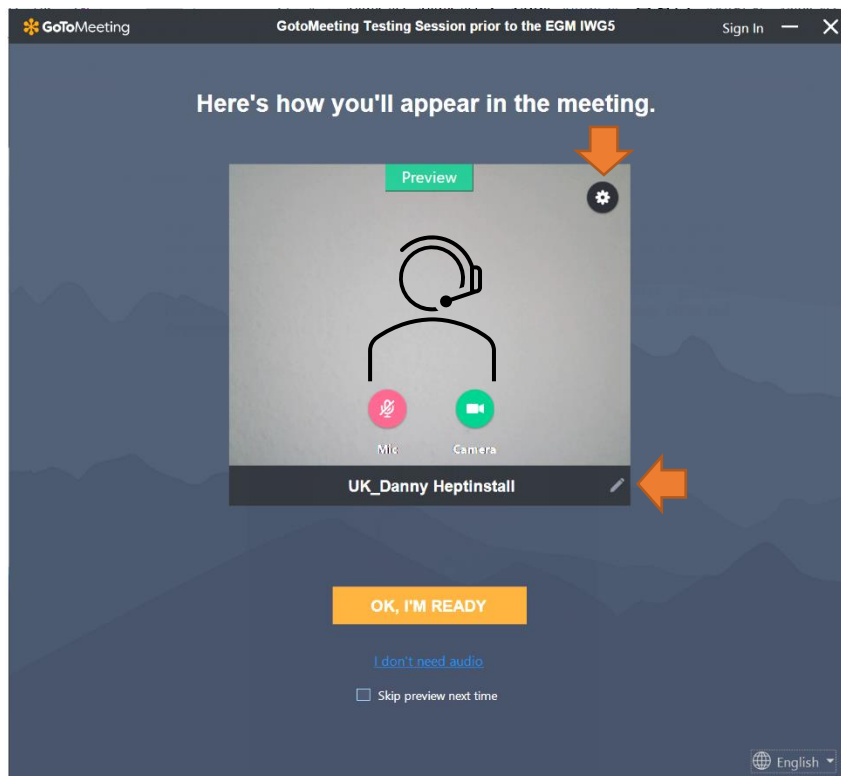 GoToMeeting
GotoMeeting Testing Session prior to the EGM IWG5
Sign In
Here's how you'll appear in the meeting.
Preview
Mic
Camera
UK_Danny Heptinstall
OK, I'M READY
I don't need audio
Skip preview next time
English